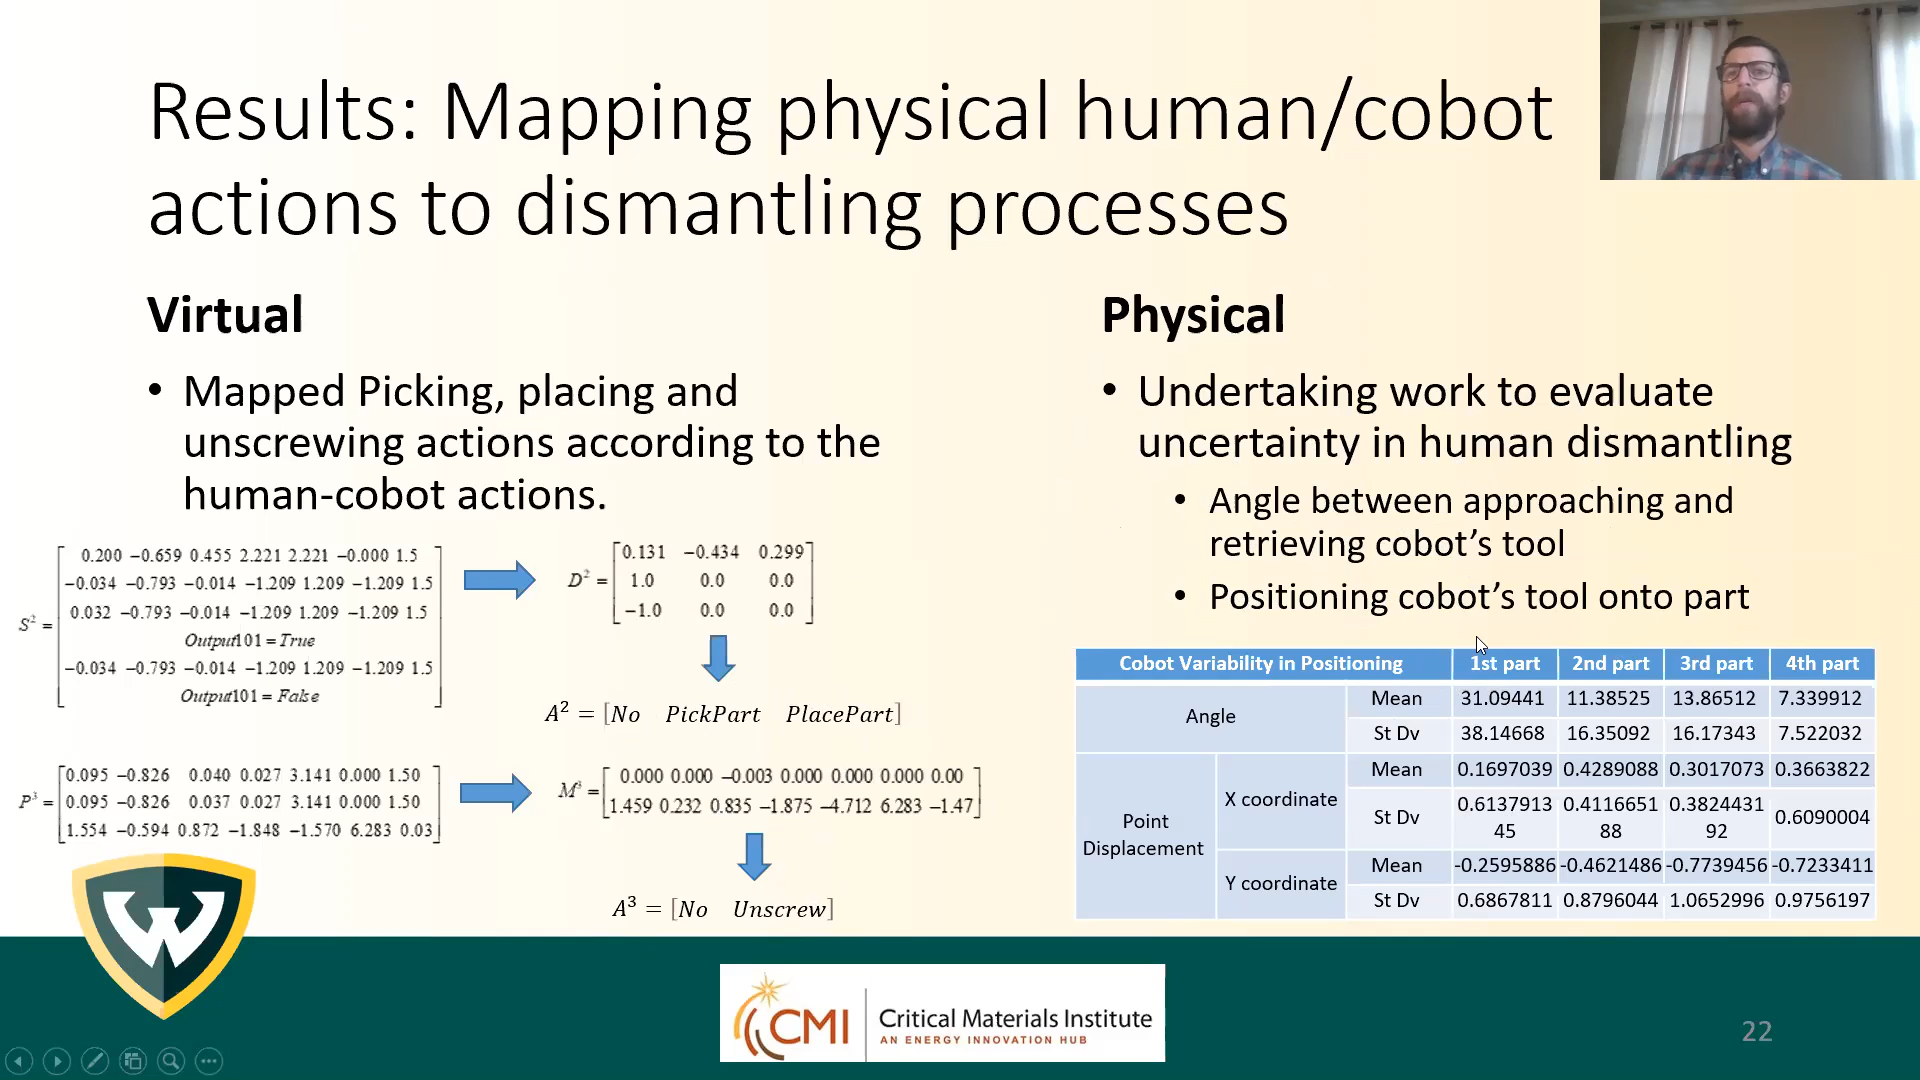 Results: Mapping physical human/cobot
actions to dismantling processes
Virtual
• Mapped Picking, placing and
unscrewing actions according to the
human-cobot actions.
S² =
0.200 −0.659 0.455 2.221 2.221 −0.000 1.5
−0.034 −0.793 −0.014 −1.209 1.209 −1.209 1.5
0.032 −0.793 −0.014 −1.209 1.209 −1.209 1.5
Output101 = True
−0.034 −0.793 −0.014 −1.209 1.209 −1.209 1.5
Output101 = False
D² =
0.131 −0.434 0.299
1.0 0.0 0.0
−1.0 0.0 0.0
A² = [No PickPart PlacePart]
P³ =
0.095 −0.826 0.040 0.027 3.141 0.000 1.50
0.095 −0.826 0.037 0.027 3.141 0.000 1.50
1.554 −0.594 0.872 −1.848 −1.570 6.283 0.03
M³ =
0.000 0.000 −0.003 0.000 0.000 0.000 0.00
1.459 0.232 0.835 −1.875 −4.712 6.283 −1.47
A³ = [No Unscrew]
Physical
• Undertaking work to evaluate
uncertainty in human dismantling
• Angle between approaching and
retrieving cobot's tool
• Positioning cobot's tool onto part
Cobot Variability in Positioning 1st part 2nd part 3rd part 4th part
Angle Mean 31.09441 11.38525 13.86512 7.339912
St Dv 38.14668 16.35092 16.17343 7.522032
Point Displacement X coordinate Mean 0.1697039 0.4289088 0.3017073 0.3663822
St Dv 0.613791345 0.411665188 0.382443192 0.6090004
Y coordinate Mean -0.2595886 -0.4621486 -0.7739456 -0.7233411
St Dv 0.6867811 0.8796044 1.0652996 0.9756197
W
CMI
Critical Materials Institute
AN ENERGY INNOVATION HUB
22